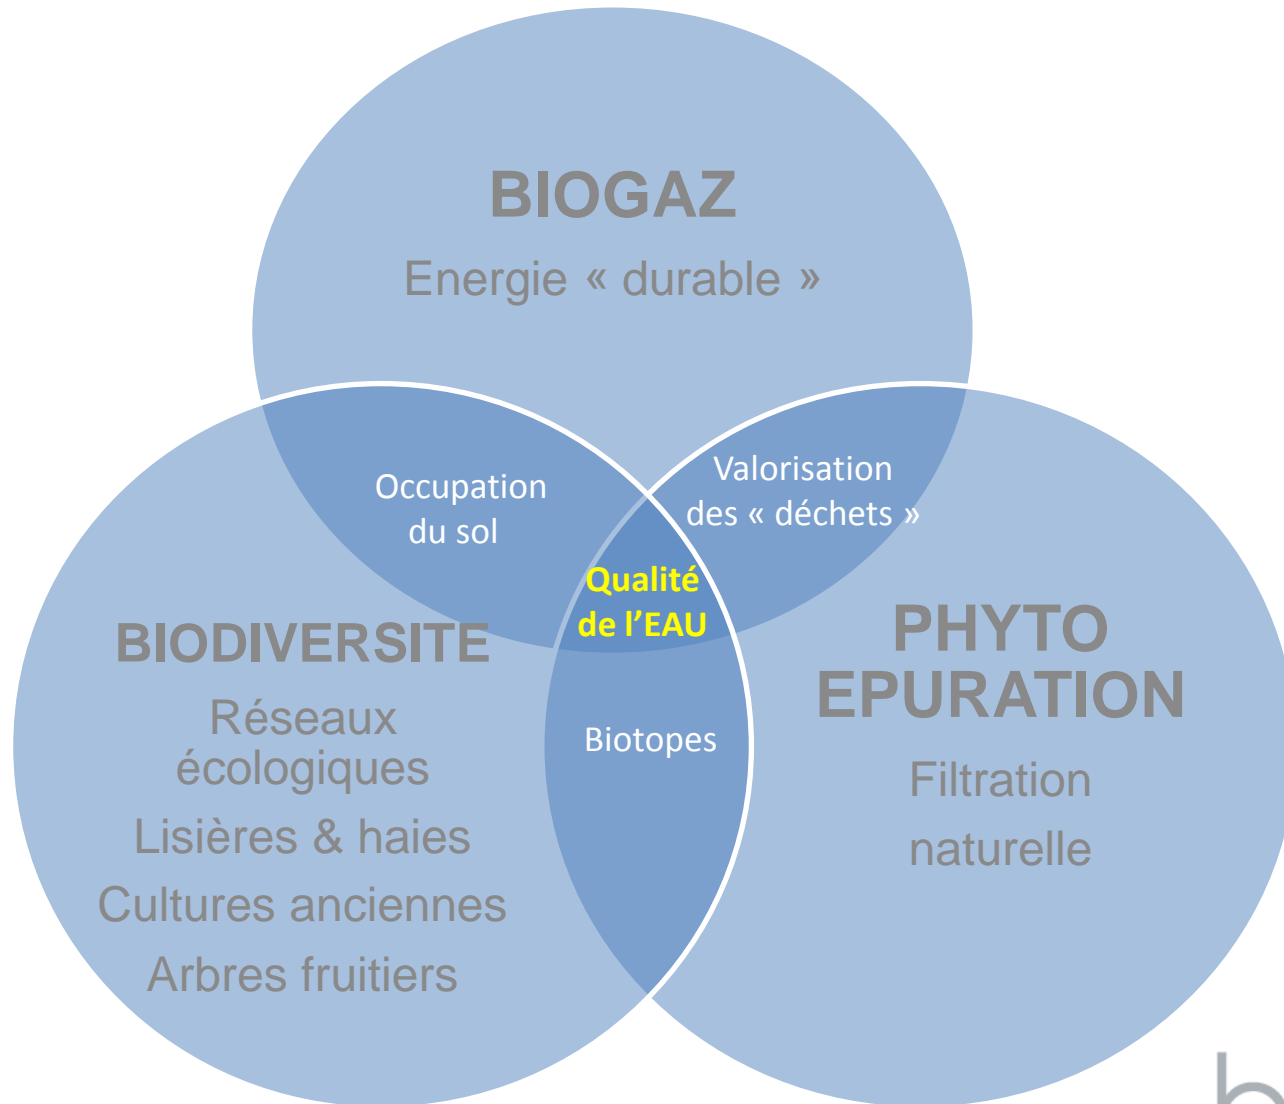 BIOGAZ
Energie « durable »
Occupation
du sol
Valorisation
des « déchets »
Qualité
de l’EAU
BIODIVERSITE
Réseaux
écologiques
Lisières & haies
Cultures anciennes
Arbres fruitiers
Biotopes
PHYTO
EPURATION
Filtration
naturelle